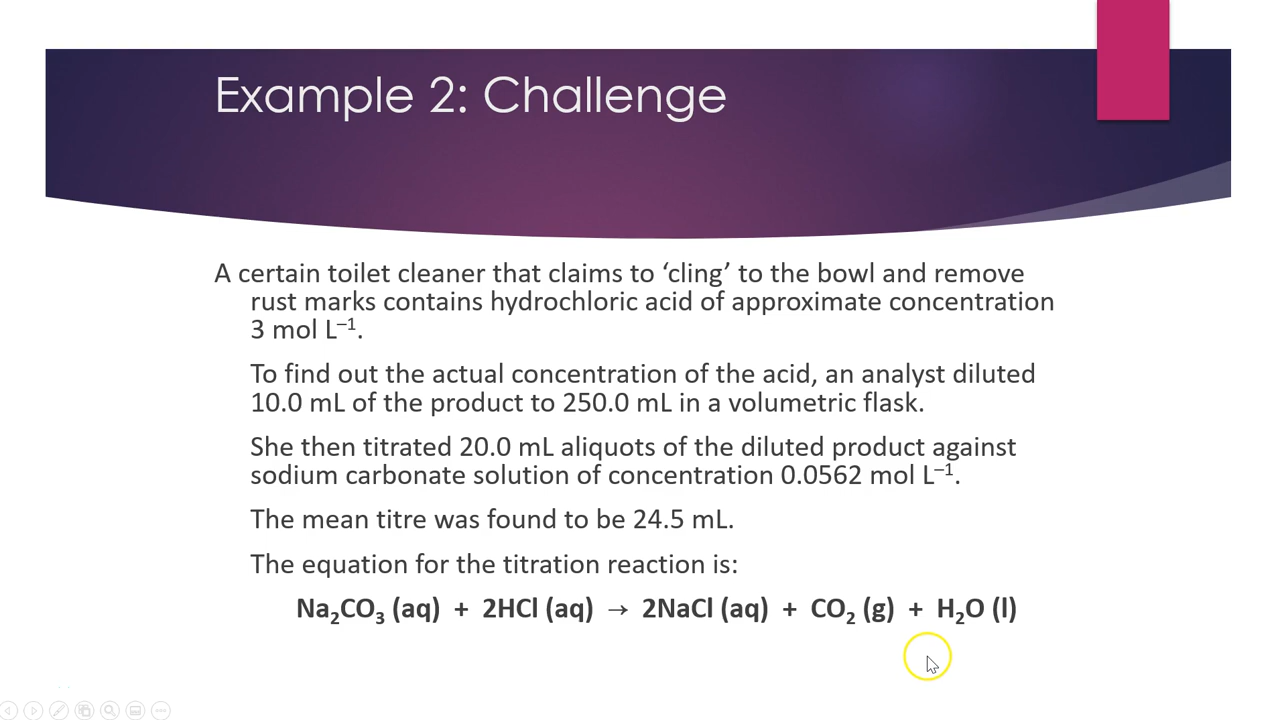 Example 2: Challenge
A certain toilet cleaner that claims to ‘cling’ to the bowl and remove
rust marks contains hydrochloric acid of approximate concentration
3 mol L⁻¹.
To find out the actual concentration of the acid, an analyst diluted
10.0 mL of the product to 250.0 mL in a volumetric flask.
She then titrated 20.0 mL aliquots of the diluted product against
sodium carbonate solution of concentration 0.0562 mol L⁻¹.
The mean titre was found to be 24.5 mL.
The equation for the titration reaction is:
Na₂CO₃ (aq) + 2HCl (aq) → 2NaCl (aq) + CO₂ (g) + H₂O (l)